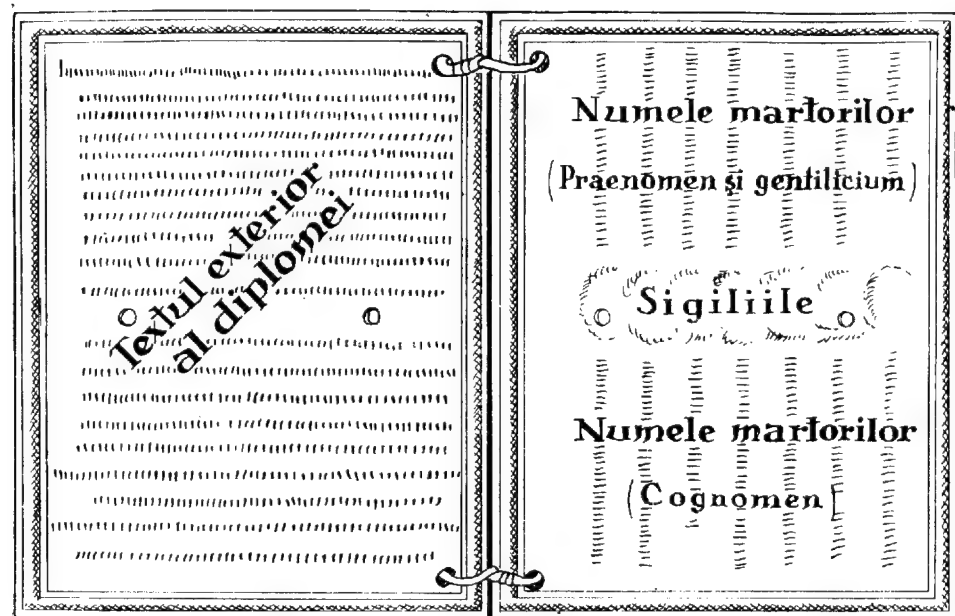 Textul exterior
al diplomei
Numele martorilor
(Praenomen și gentilicium)
Sigiliile
Numele martorilor
(Cognomen)